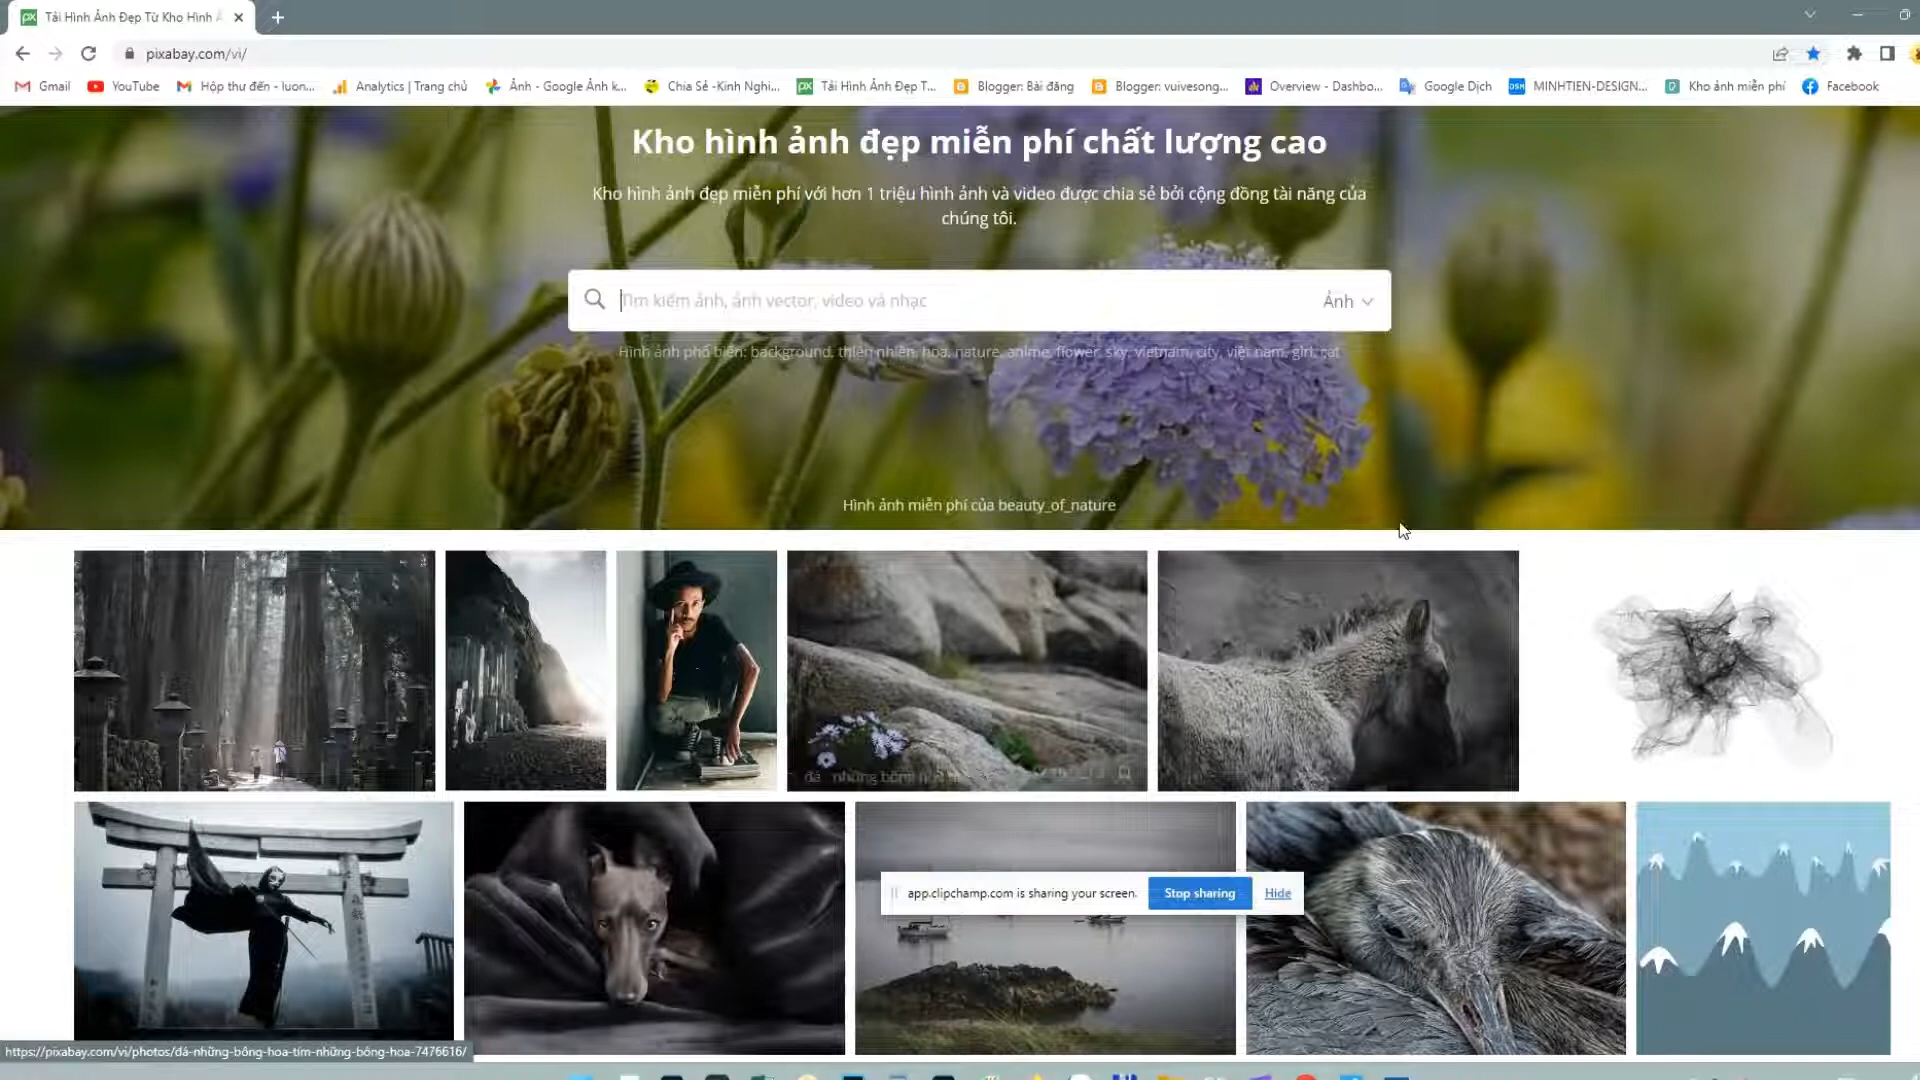 Tải Hình Ảnh Đẹp Từ Kho Hình
pixabay.com/vi/
Gmail
YouTube
Hộp thư đến - luon...
Analytics | Trang chủ
Ảnh - Google Ảnh k...
Chia Sẻ -Kinh Nghi...
Tải Hình Ảnh Đẹp T...
Blogger: Bài đăng
Blogger: vuivesong...
Overview - Dashbo...
Google Dịch
MINHTIEN-DESIGN...
Kho ảnh miễn phí
Facebook
Kho hình ảnh đẹp miễn phí chất lượng cao
Kho hình ảnh đẹp miễn phí với hơn 1 triệu hình ảnh và video được chia sẻ bởi cộng đồng tài năng của
chúng tôi.
Tìm kiếm ảnh, ảnh vector, video và nhạc
Ảnh
Hình ảnh phổ biến: background, thiên nhiên, hoa, nature, anime, flower, sky, vietnam, city, việt nam, girl, cat
Hình ảnh miễn phí của beauty_of_nature
đá những bông
app.clipchamp.com is sharing your screen.
Stop sharing
Hide
https://pixabay.com/vi/photos/đá-những-bông-hoa-tím-những-bông-hoa-7476616/